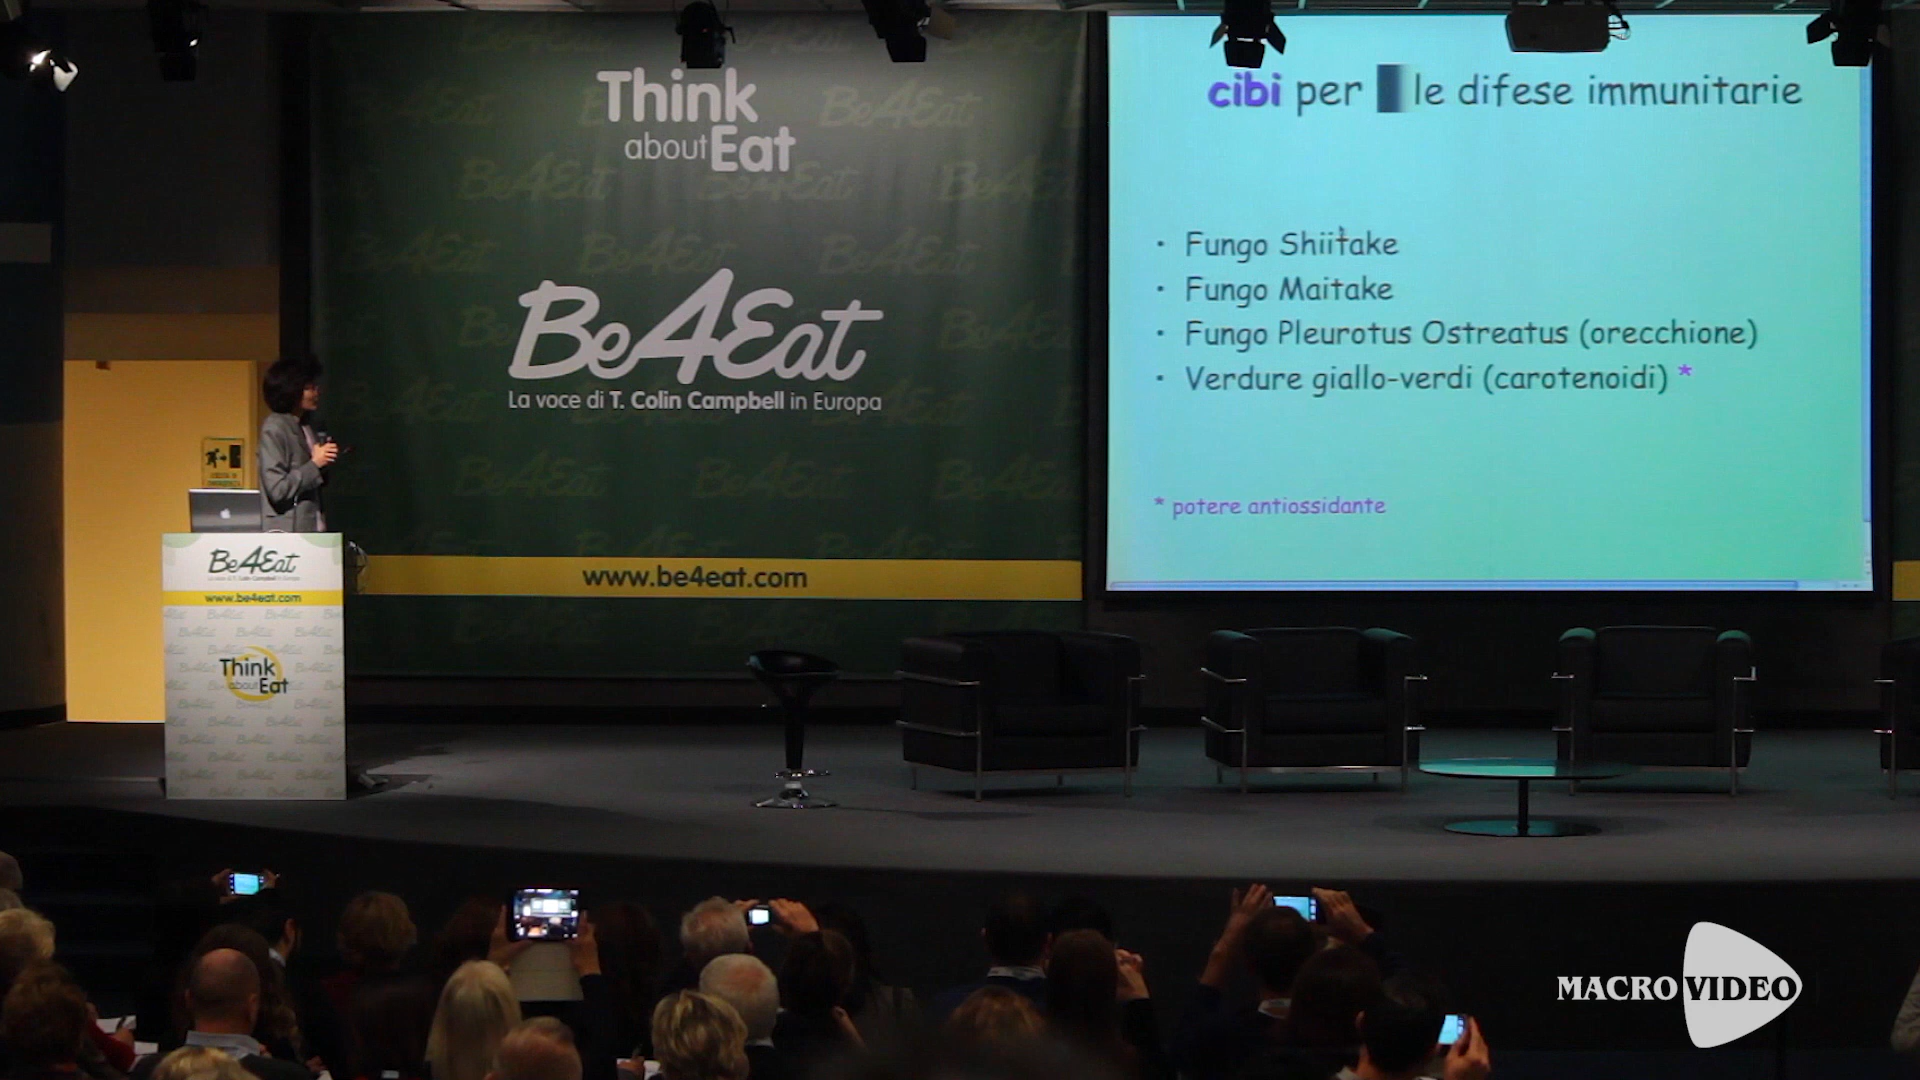 Think
about Eat
Be4Eat
La voce di T. Colin Campbell in Europa
www.be4eat.com
cibi per le difese immunitarie
· Fungo Shiitake
· Fungo Maitake
· Fungo Pleurotus Ostreatus (orecchione)
· Verdure giallo-verdi (carotenoidi) *
* potere antiossidante
Be4Eat
www.be4eat.com
Think
about Eat
MACRO VIDEO